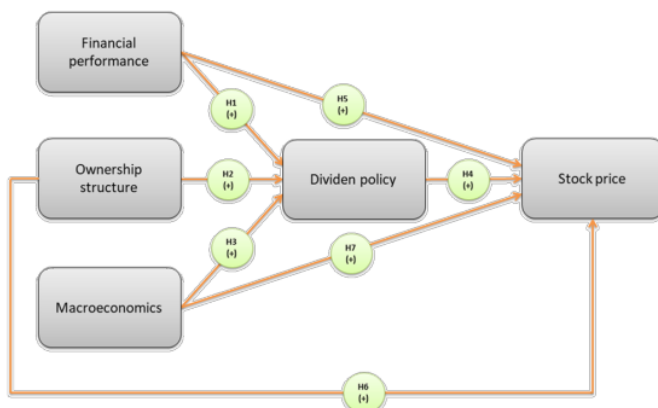 Financial
performance
H1
(+)
H5
(+)
Ownership
structure
H2
(+)
Dividen policy
H4
(+)
Stock price
H3
(+)
H7
(+)
Macroeconomics
H6
(+)